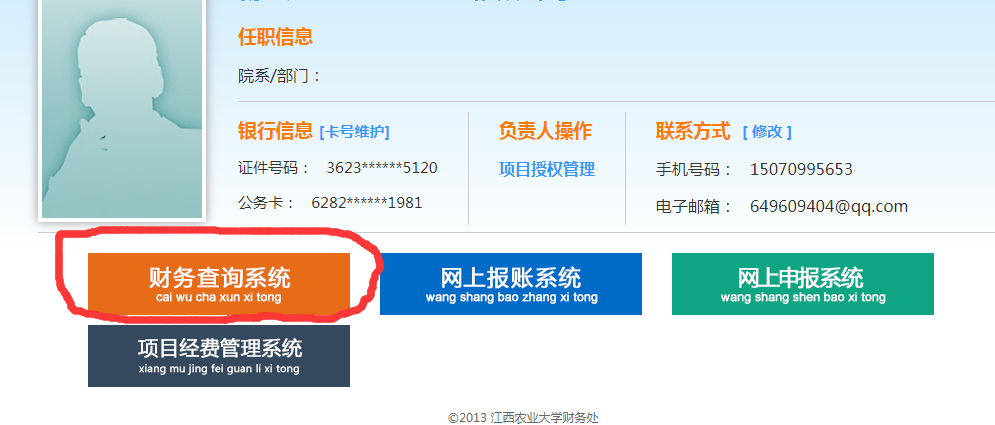 任职信息
院系/部门：
银行信息 [卡号维护]
证件号码： 3623******5120
公务卡： 6282******1981
负责人操作
项目授权管理
联系方式 [ 修改 ]
手机号码： 15070995653
电子邮箱： 649609404@qq.com
财务查询系统
cai wu cha xun xi tong
网上报账系统
wang shang bao zhang xi tong
网上申报系统
wang shang shen bao xi tong
项目经费管理系统
xiang mu jing fei guan li xi tong
©2013 江西农业大学财务处